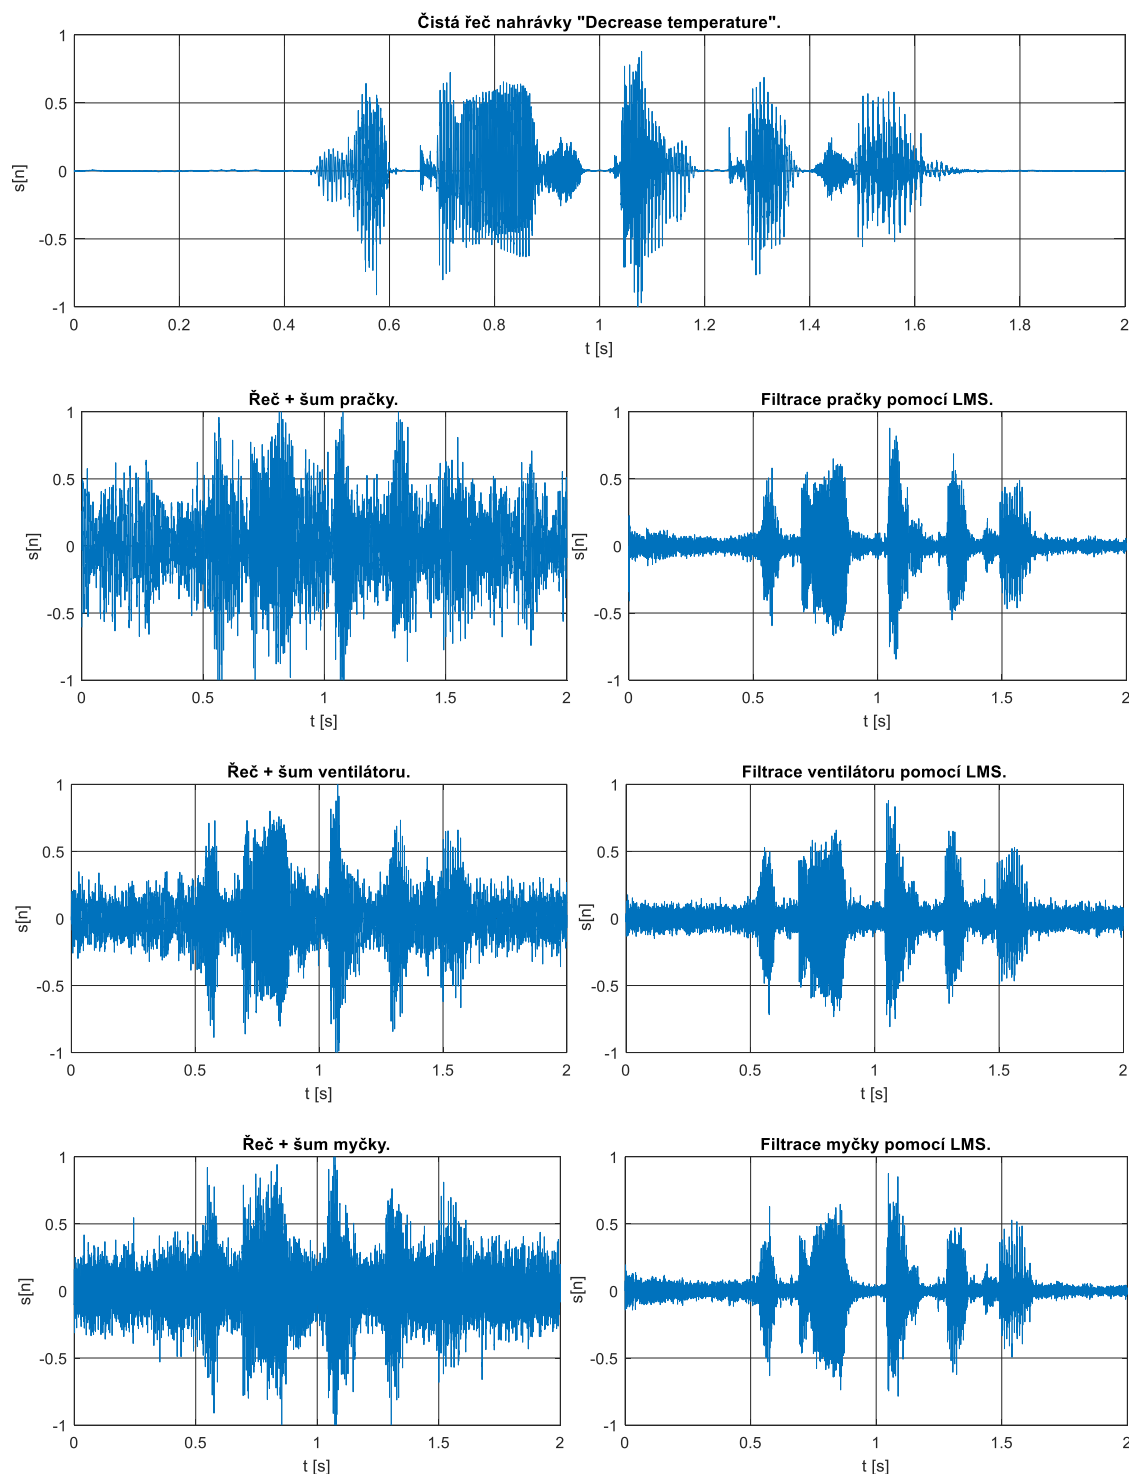 Čistá řeč nahrávky "Decrease temperature".
1
0.5
0
-0.5
-1
s[n]
0 0.2 0.4 0.6 0.8 1 1.2 1.4 1.6 1.8 2
t [s]
Řeč + šum pračky.
1
0.5
0
-0.5
-1
s[n]
0 0.5 1 1.5 2
t [s]
Filtrace pračky pomocí LMS.
1
0.5
0
-0.5
-1
s[n]
0 0.5 1 1.5 2
t [s]
Řeč + šum ventilátoru.
1
0.5
0
-0.5
-1
s[n]
0 0.5 1 1.5 2
t [s]
Filtrace ventilátoru pomocí LMS.
1
0.5
0
-0.5
-1
s[n]
0 0.5 1 1.5 2
t [s]
Řeč + šum myčky.
1
0.5
0
-0.5
-1
s[n]
0 0.5 1 1.5 2
t [s]
Filtrace myčky pomocí LMS.
1
0.5
0
-0.5
-1
s[n]
0 0.5 1 1.5 2
t [s]